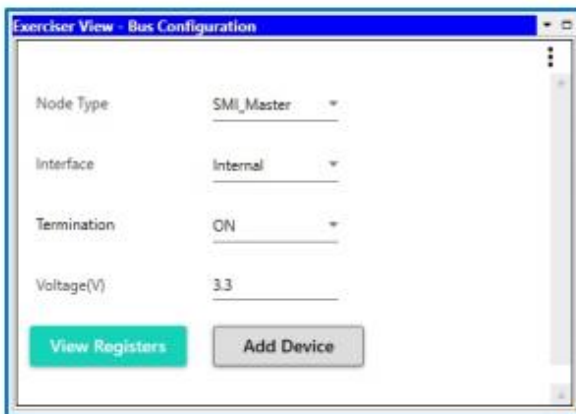 Exerciser View - Bus Configuration
Node Type SMI_Master
Interface Internal
Termination ON
Voltage(V) 3.3
View Registers Add Device